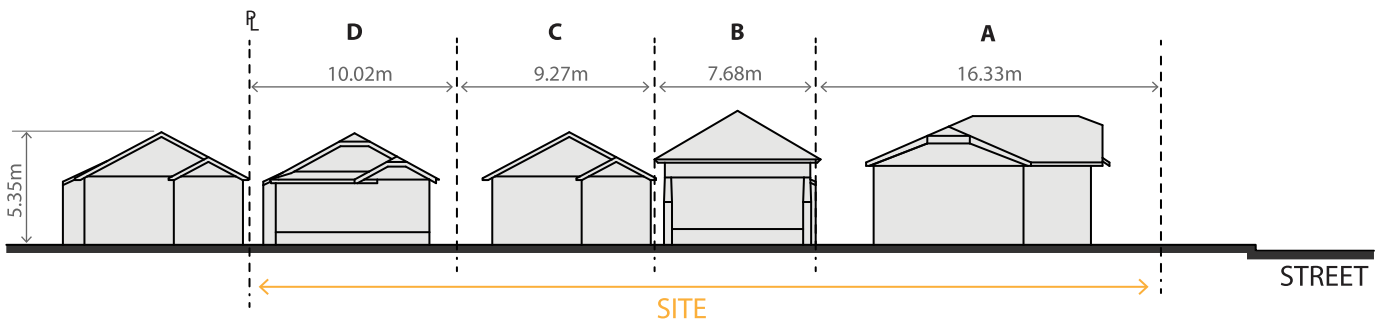 PL
D
C
B
A
10.02m
9.27m
7.68m
16.33m
5.35m
STREET
SITE